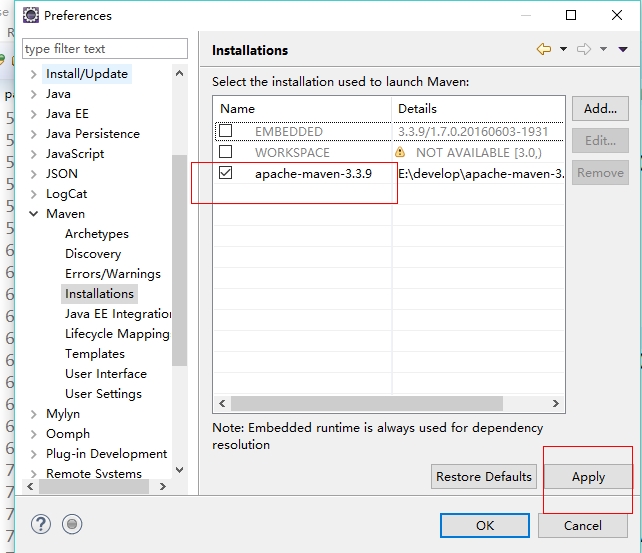 Preferences
type filter text
Install/Update
Java
Java EE
Java Persistence
JavaScript
JSON
LogCat
Maven
Archetypes
Discovery
Errors/Warnings
Installations
Java EE Integration
Lifecycle Mapping
Templates
User Interface
User Settings
Mylyn
Oomph
Plug-in Development
Remote Systems
Installations
Select the installation used to launch Maven:
Name Details
EMBEDDED 3.3.9/1.7.0.20160603-1931
WORKSPACE NOT AVAILABLE [3.0,)
apache-maven-3.3.9 E:\develop\apache-maven-3.
Add...
Edit...
Remove
Note: Embedded runtime is always used for dependency
resolution
Restore Defaults Apply
OK Cancel